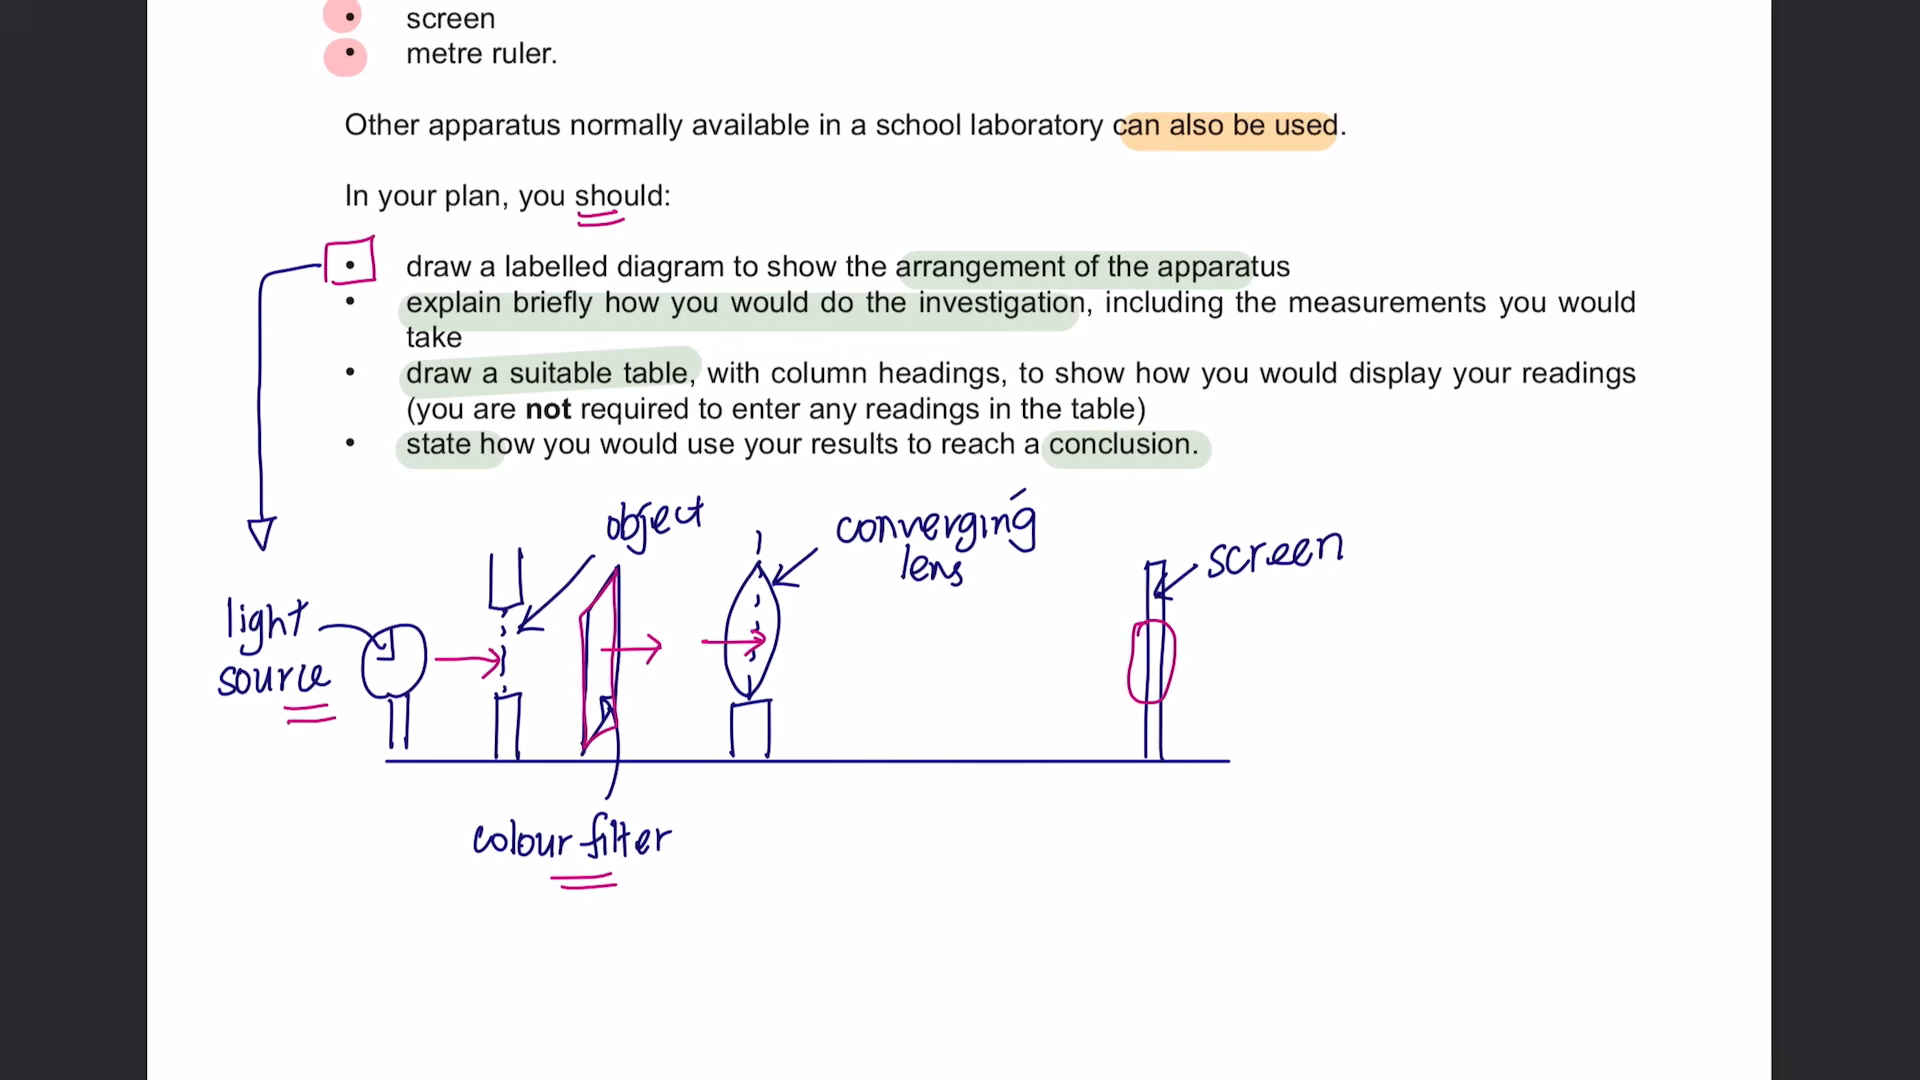 • screen
• metre ruler.
Other apparatus normally available in a school laboratory can also be used.
In your plan, you should:
• draw a labelled diagram to show the arrangement of the apparatus
• explain briefly how you would do the investigation, including the measurements you would
take
• draw a suitable table, with column headings, to show how you would display your readings
(you are not required to enter any readings in the table)
• state how you would use your results to reach a conclusion.
object
converging
lens
screen
light
source
colour filter